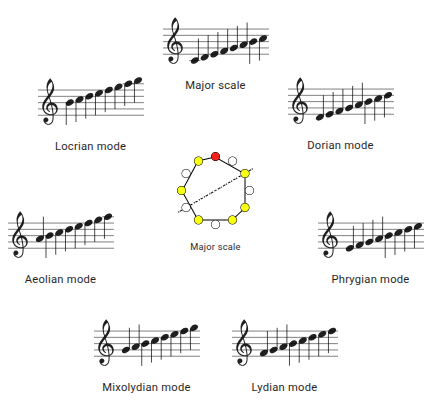 Major scale
Locrian mode
Dorian mode
Major scale
Aeolian mode
Phrygian mode
Mixolydian mode
Lydian mode